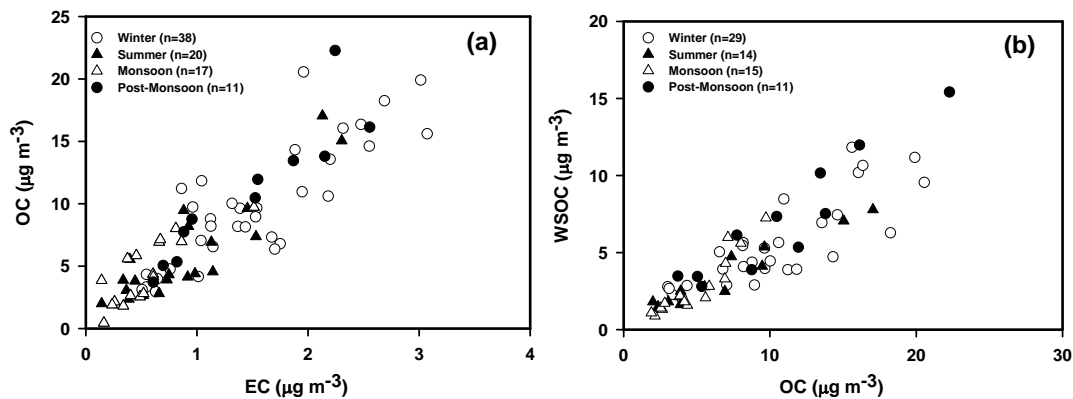 25
20
15
10
5
0
OC (µg m-3)
Winter (n=38)
Summer (n=20)
Monsoon (n=17)
Post-Monsoon (n=11)
(a)
0 1 2 3 4
EC (µg m-3)
20
15
10
5
0
WSOC (µg m-3)
Winter (n=29)
Summer (n=14)
Monsoon (n=15)
Post-Monsoon (n=11)
(b)
0 10 20 30
OC (µg m-3)